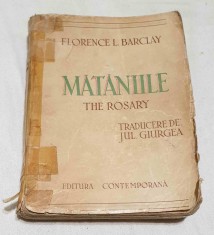 FLORENCE L. BARCLAY
MĂTĂNIILE
THE ROSARY
TRADUCERE DE
JUL. GIURGEA
EDITURA CONTEMPORANĂ